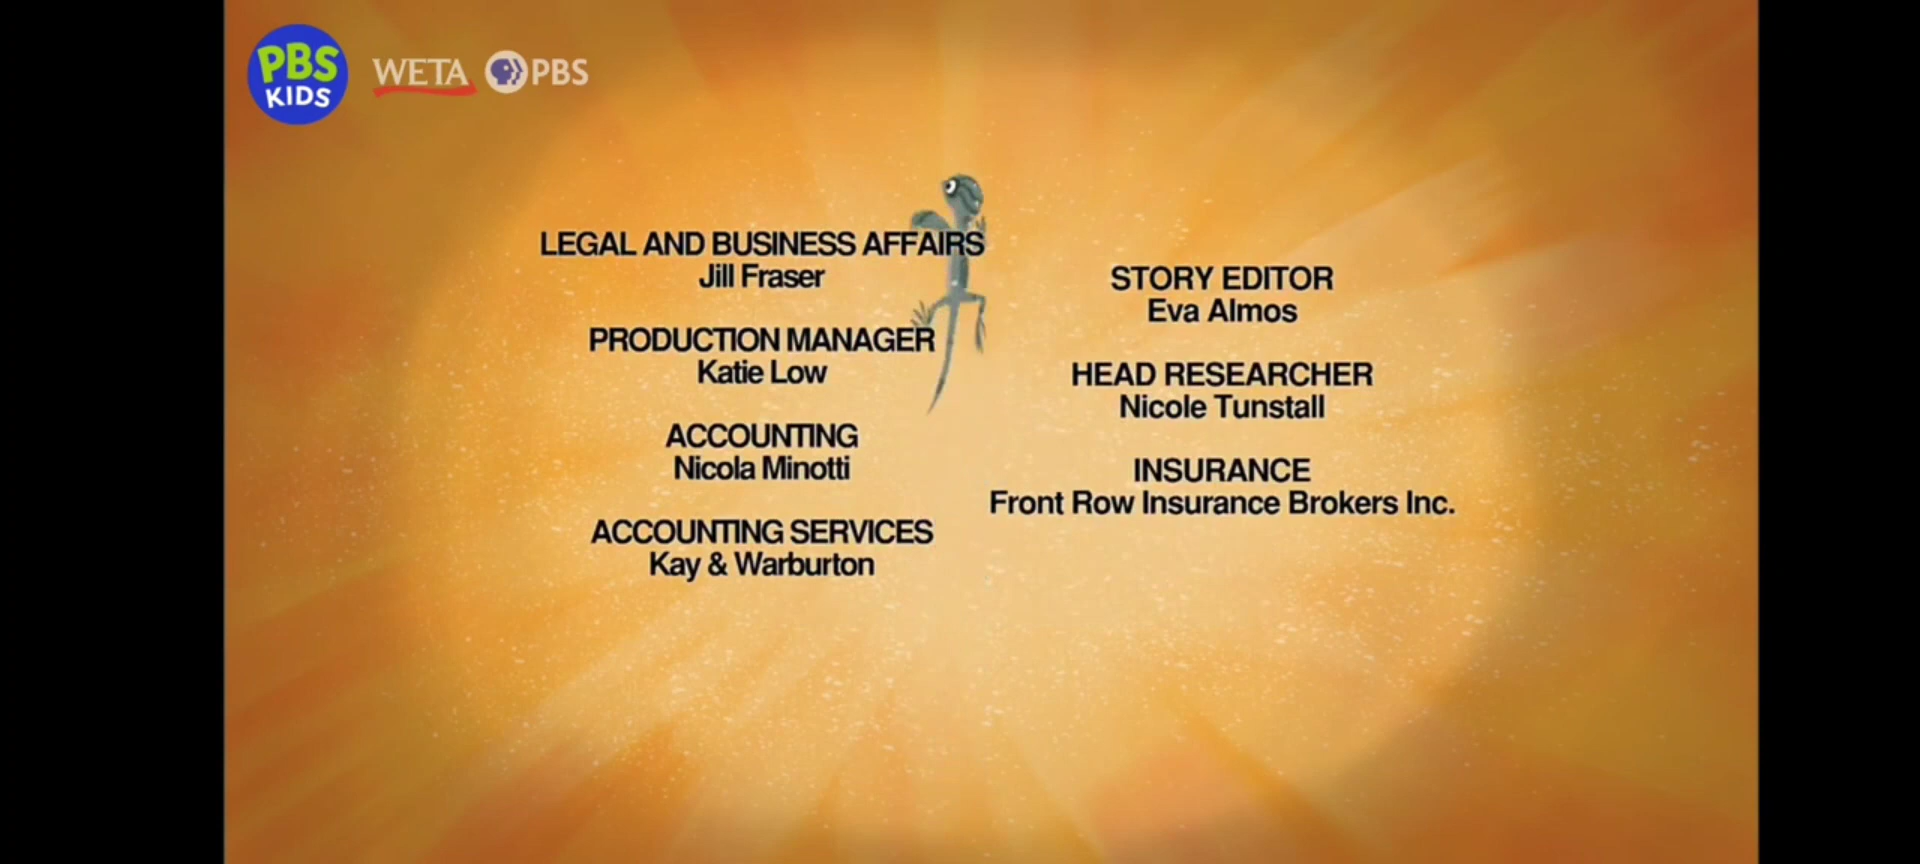 PBS
KIDS
WETA PBS
LEGAL AND BUSINESS AFFAIRS
Jill Fraser
PRODUCTION MANAGER
Katie Low
ACCOUNTING
Nicola Minotti
ACCOUNTING SERVICES
Kay & Warburton
STORY EDITOR
Eva Almos
HEAD RESEARCHER
Nicole Tunstall
INSURANCE
Front Row Insurance Brokers Inc.